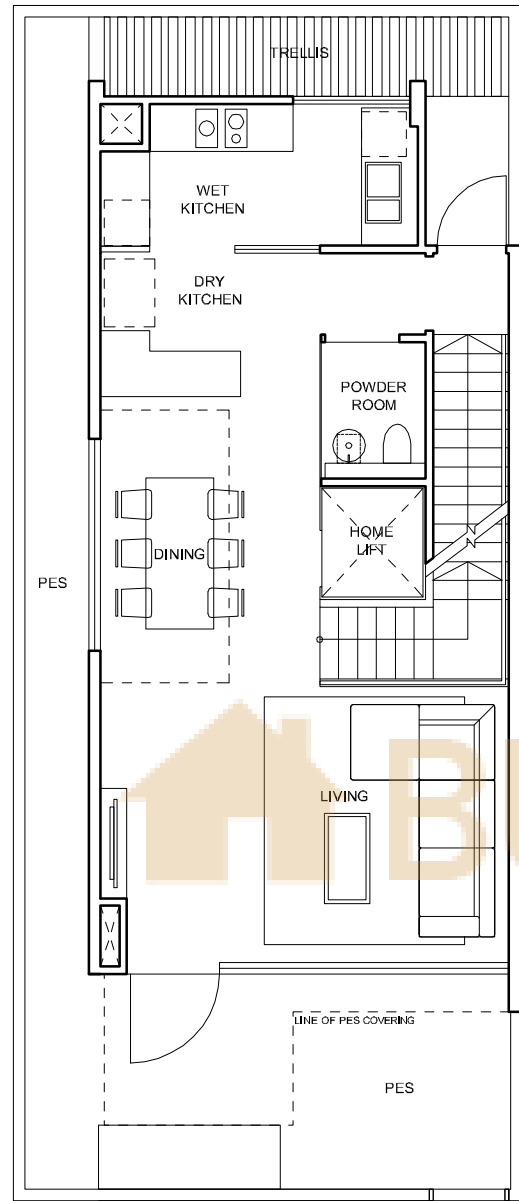 TRELLIS
WET
KITCHEN
DRY
KITCHEN
POWDER
ROOM
HOME
LIFT
DINING
PES
LIVING
LINE OF PES COVERING
PES